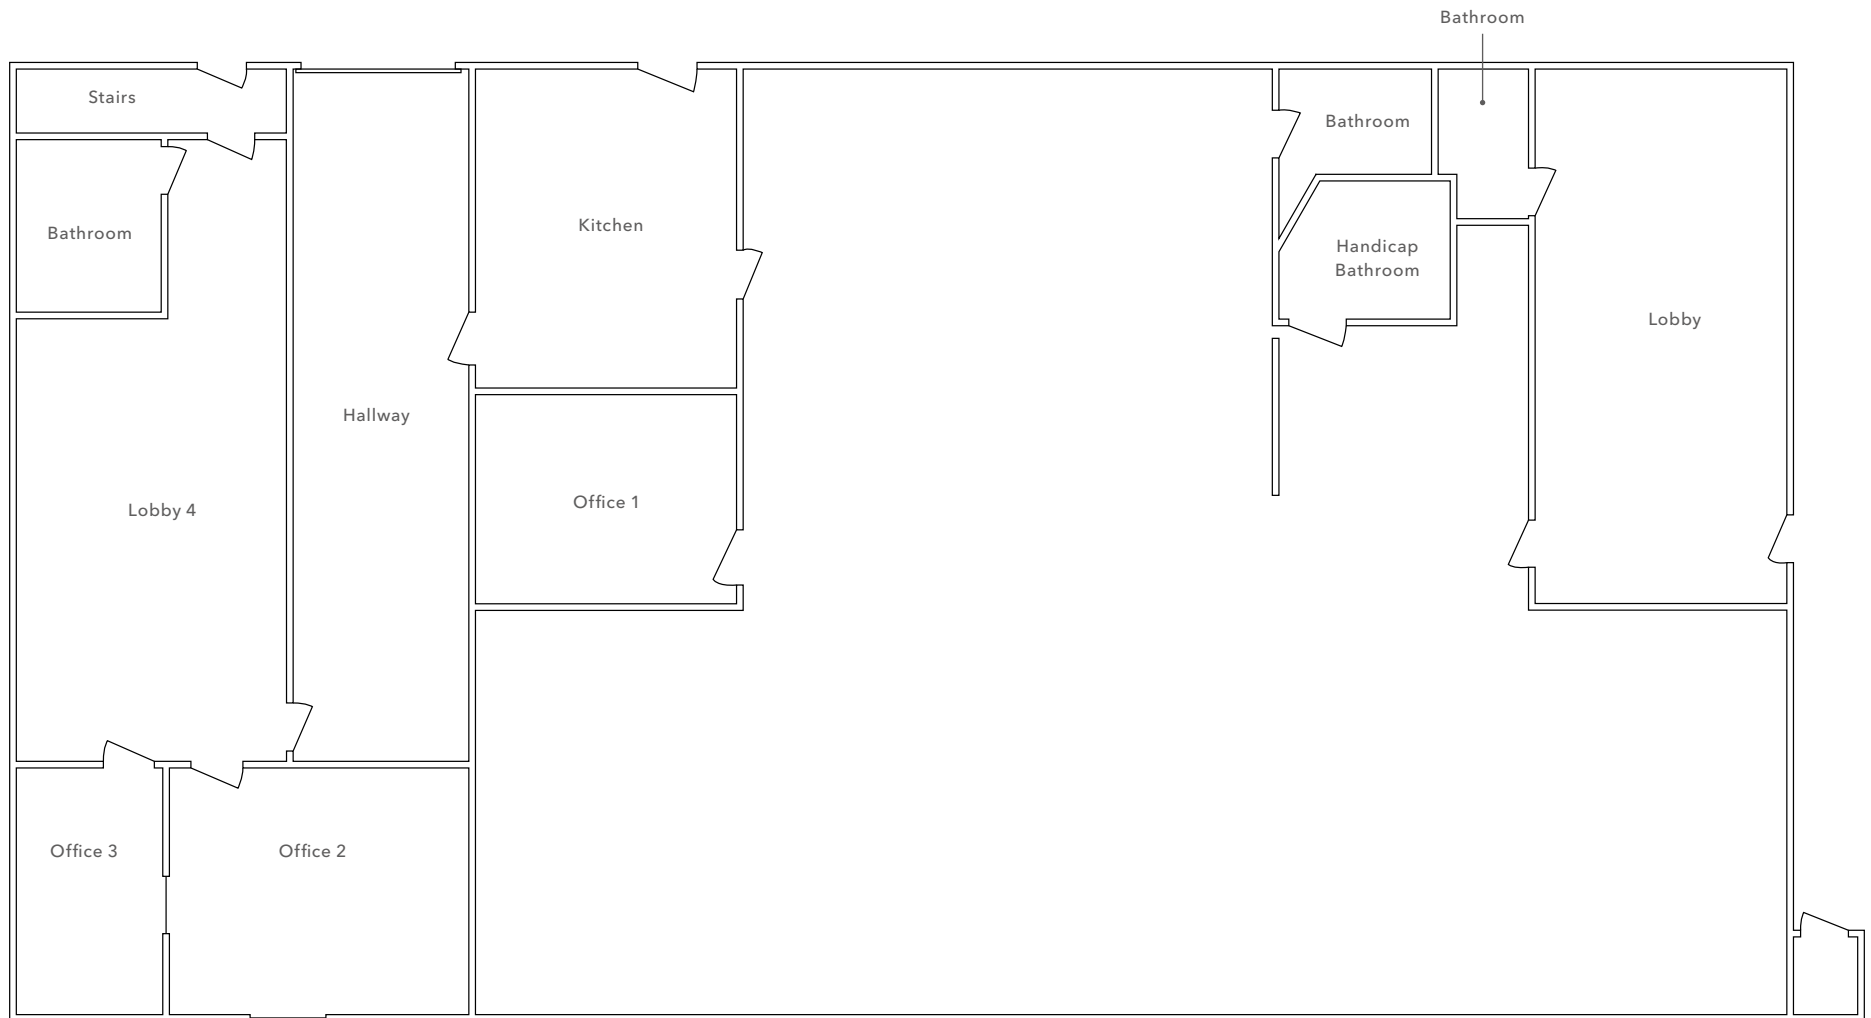 Bathroom
Stairs
Bathroom
Bathroom
Kitchen
Handicap
Bathroom
Lobby
Hallway
Office 1
Lobby 4
Office 3
Office 2